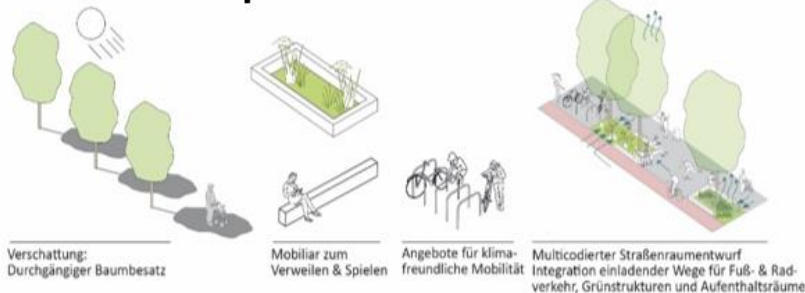 Verschattung:
Durchgängiger Baumbesatz
Mobiliar zum
Verweilen & Spielen
Angebote für klima-
freundliche Mobilität
Multicodierter Straßenraumentwurf
Integration einladender Wege für Fuß- & Rad-
verkehr, Grünstrukturen und Aufenthaltsräume